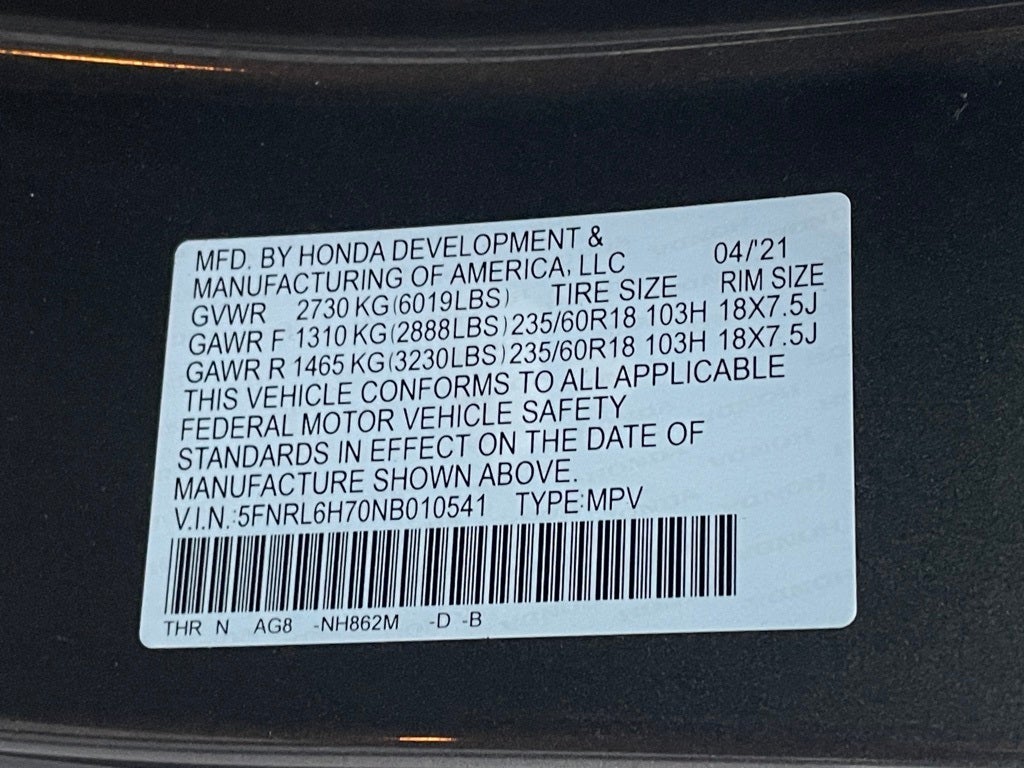 MFD. BY HONDA DEVELOPMENT &
MANUFACTURING OF AMERICA, LLC 04/'21
GVWR 2730 KG(6019LBS) TIRE SIZE RIM SIZE
GAWR F 1310 KG(2888LBS) 235/60R18 103H 18X7.5J
GAWR R 1465 KG(3230LBS) 235/60R18 103H 18X7.5J
THIS VEHICLE CONFORMS TO ALL APPLICABLE
FEDERAL MOTOR VEHICLE SAFETY
STANDARDS IN EFFECT ON THE DATE OF
MANUFACTURE SHOWN ABOVE.
V.I.N.:5FNRL6H70NB010541 TYPE:MPV
THR N AG8 -NH862M -D -B